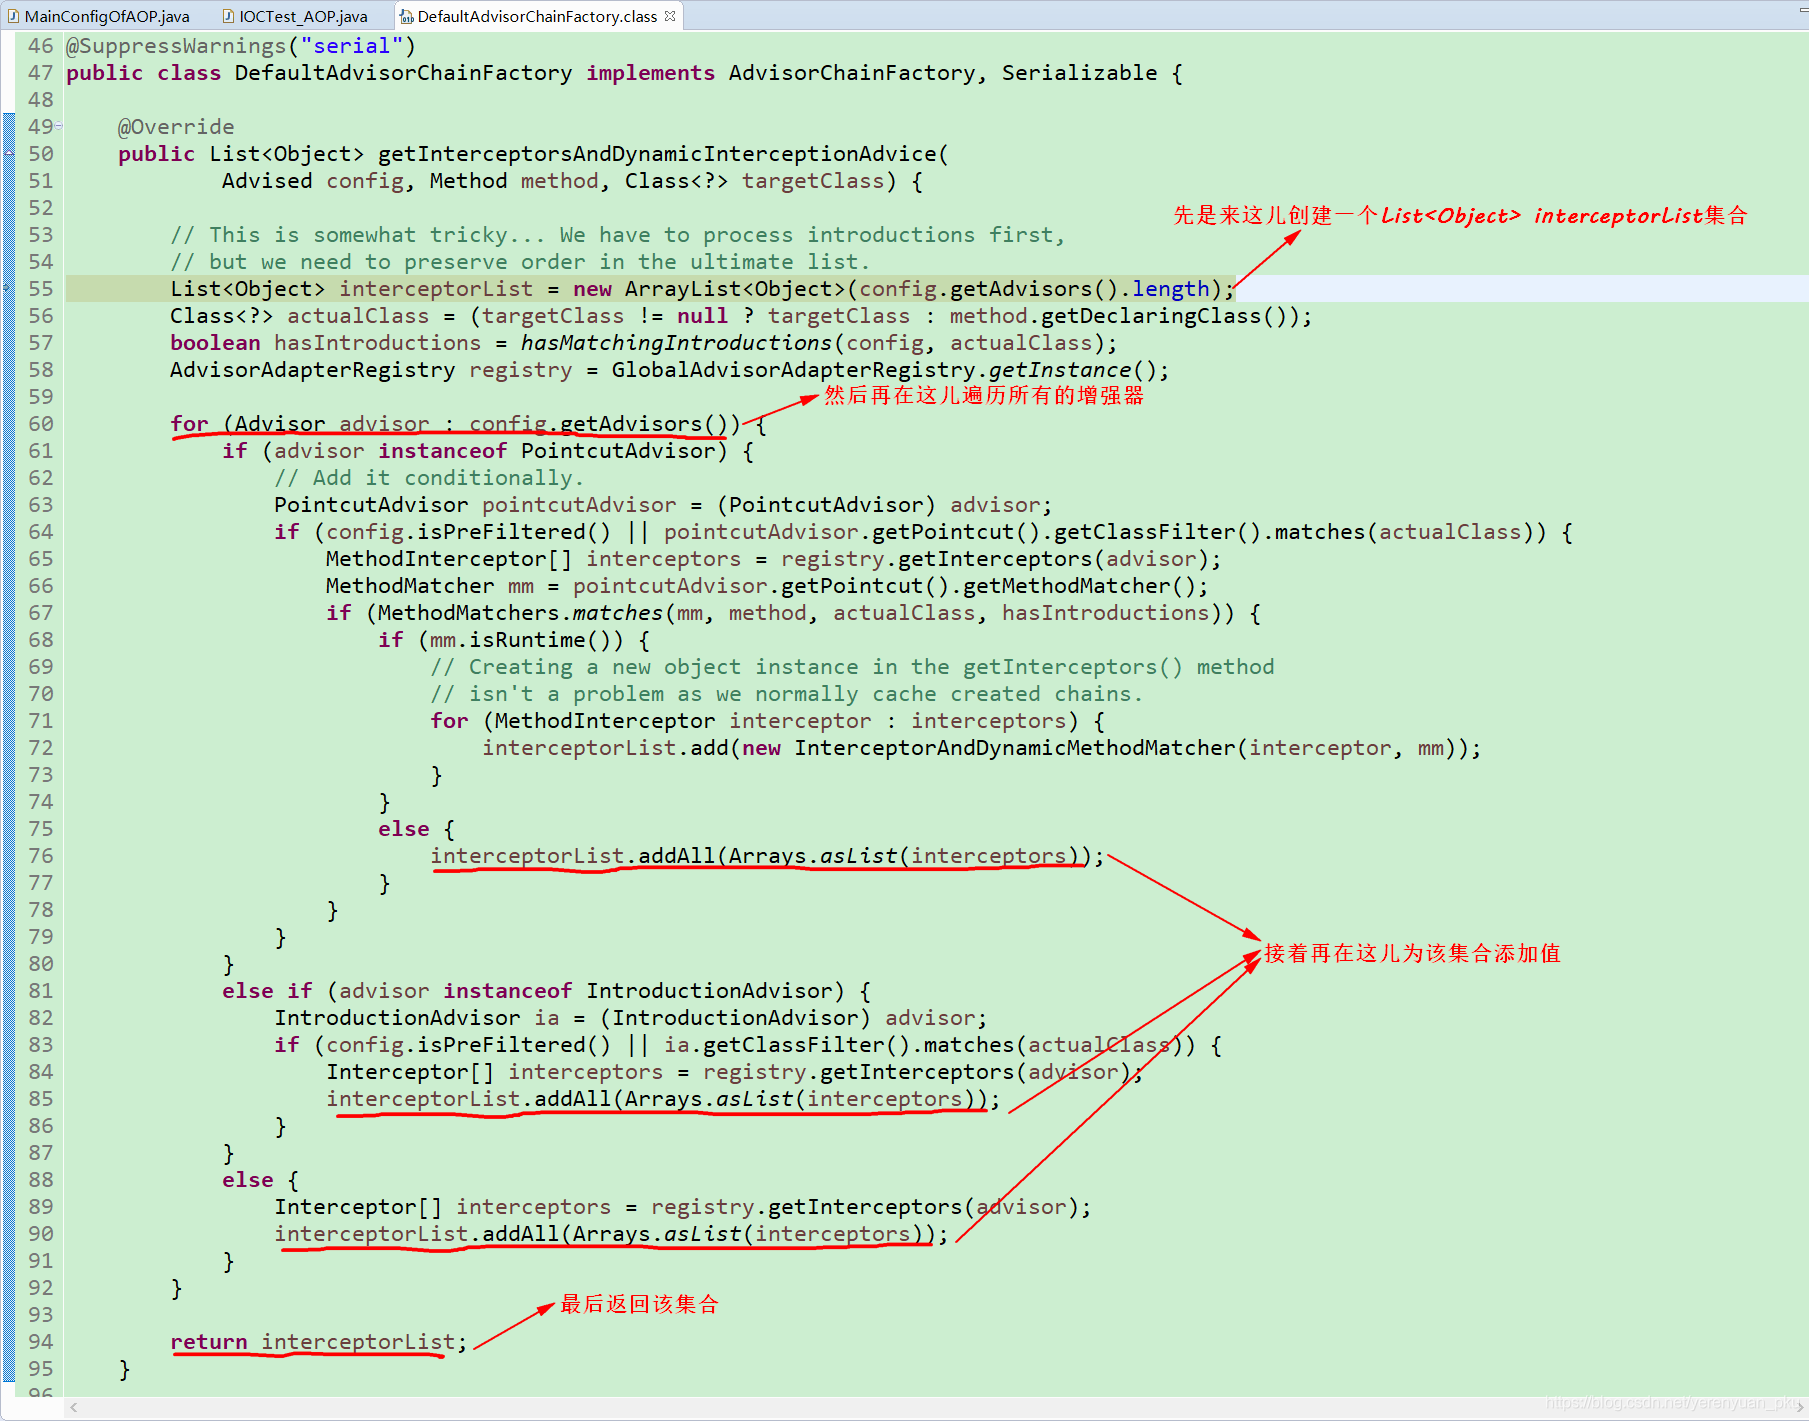 MainConfigOfAOP.java IOCTest_AOP.java DefaultAdvisorChainFactory.class
46 @SuppressWarnings("serial")
47 public class DefaultAdvisorChainFactory implements AdvisorChainFactory, Serializable {
48
49 @Override
50 public List<Object> getInterceptorsAndDynamicInterceptionAdvice(
51 Advised config, Method method, Class<?> targetClass) {
52
先是来这儿创建一个List<Object> interceptorList集合
53 // This is somewhat tricky... We have to process introductions first,
54 // but we need to preserve order in the ultimate list.
55 List<Object> interceptorList = new ArrayList<Object>(config.getAdvisors().length);
56 Class<?> actualClass = (targetClass != null ? targetClass : method.getDeclaringClass());
57 boolean hasIntroductions = hasMatchingIntroductions(config, actualClass);
58 AdvisorAdapterRegistry registry = GlobalAdvisorAdapterRegistry.getInstance();
59
然后再在这儿遍历所有的增强器
60 for (Advisor advisor : config.getAdvisors()) {
61 if (advisor instanceof PointcutAdvisor) {
62 // Add it conditionally.
63 PointcutAdvisor pointcutAdvisor = (PointcutAdvisor) advisor;
64 if (config.isPreFiltered() || pointcutAdvisor.getPointcut().getClassFilter().matches(actualClass)) {
65 MethodInterceptor[] interceptors = registry.getInterceptors(advisor);
66 MethodMatcher mm = pointcutAdvisor.getPointcut().getMethodMatcher();
67 if (MethodMatchers.matches(mm, method, actualClass, hasIntroductions)) {
68 if (mm.isRuntime()) {
69 // Creating a new object instance in the getInterceptors() method
70 // isn't a problem as we normally cache created chains.
71 for (MethodInterceptor interceptor : interceptors) {
72 interceptorList.add(new InterceptorAndDynamicMethodMatcher(interceptor, mm));
73 }
74 }
75 else {
76 interceptorList.addAll(Arrays.asList(interceptors));
77 }
78 }
79 }
接着再在这儿为该集合添加值
80 }
81 else if (advisor instanceof IntroductionAdvisor) {
82 IntroductionAdvisor ia = (IntroductionAdvisor) advisor;
83 if (config.isPreFiltered() || ia.getClassFilter().matches(actualClass)) {
84 Interceptor[] interceptors = registry.getInterceptors(advisor);
85 interceptorList.addAll(Arrays.asList(interceptors));
86 }
87 }
88 else {
89 Interceptor[] interceptors = registry.getInterceptors(advisor);
90 interceptorList.addAll(Arrays.asList(interceptors));
91 }
92 }
93
最后返回该集合
94 return interceptorList;
95 }
96
https://blog.csdn.net/yerenyuan_pku